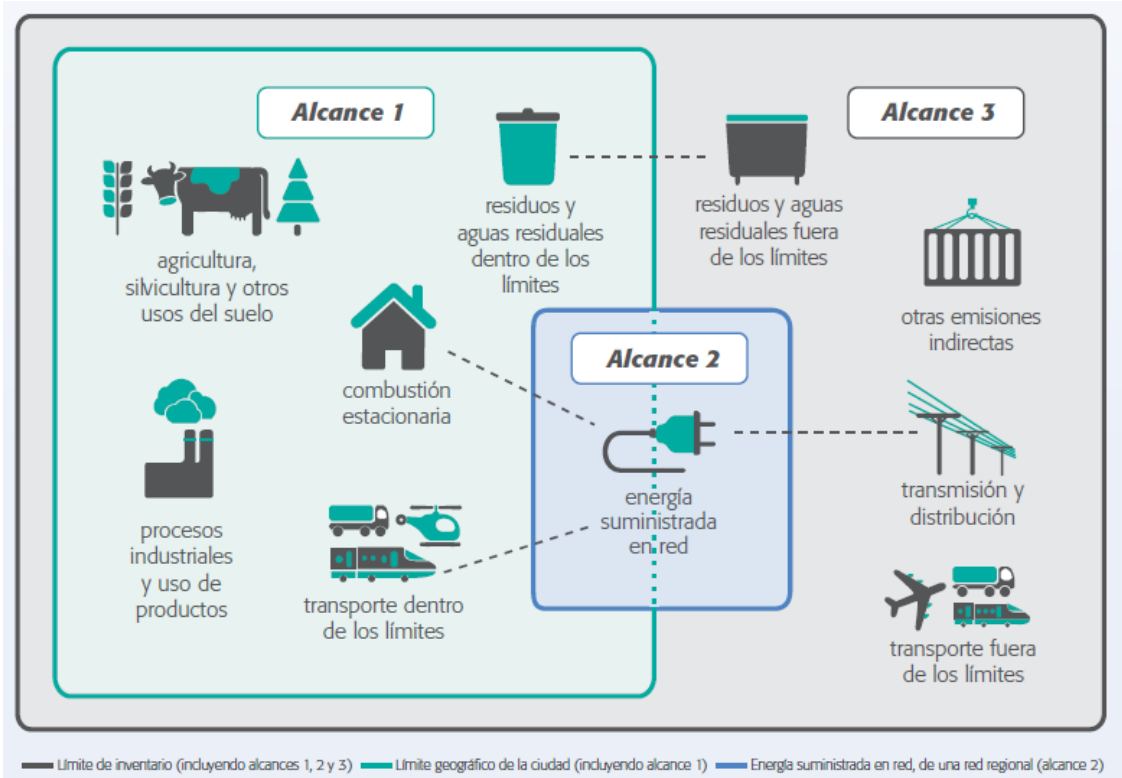 Alcance 1
Alcance 3
agricultura,
silvicultura y otros
usos del suelo
residuos y
aguas residuales
dentro de los
límites
residuos y aguas
residuales fuera
de los límites
otras emisiones
indirectas
combustión
estacionaria
Alcance 2
energía
suministrada
en red
transmisión y
distribución
procesos
industriales
y uso de
productos
transporte dentro
de los límites
transporte fuera
de los límites
Límite de inventario (incluyendo alcances 1, 2 y 3)
Límite geográfico de la ciudad (incluyendo alcance 1)
Energía suministrada en red, de una red regional (alcance 2)